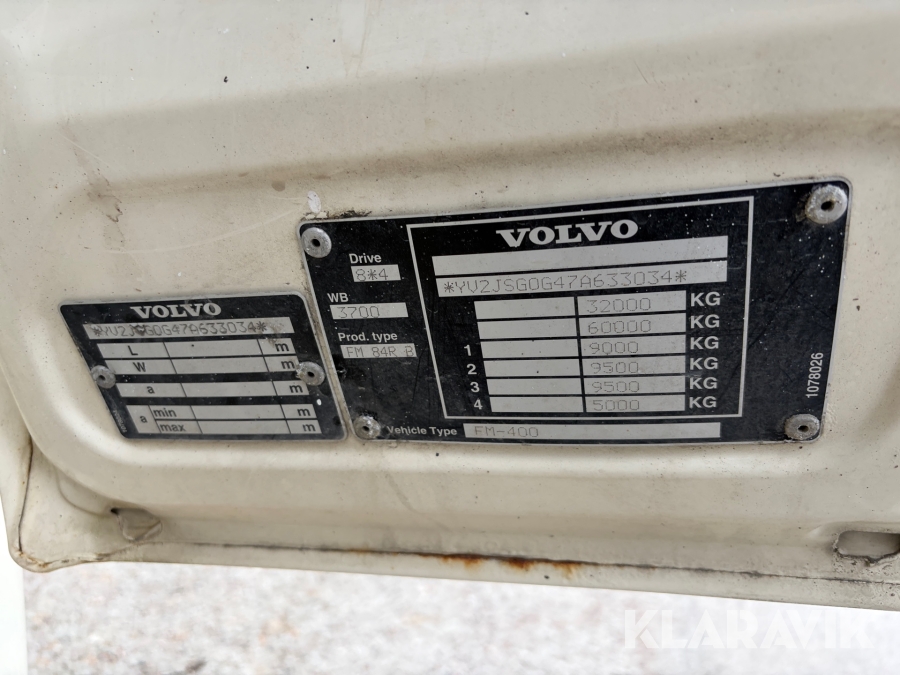 VOLVO
*YV2JSG0G47A633034*
L m
W m
a m
a min m
max m
VOLVO
Drive
8*4
*YV2JSG0G47A633034*
WB
3700
32000 KG
60000 KG
Prod. type
FM 84R B
1 9000 KG
2 9500 KG
3 9500 KG
4 5000 KG
Vehicle Type FM-400
1078026
KLARAVIK